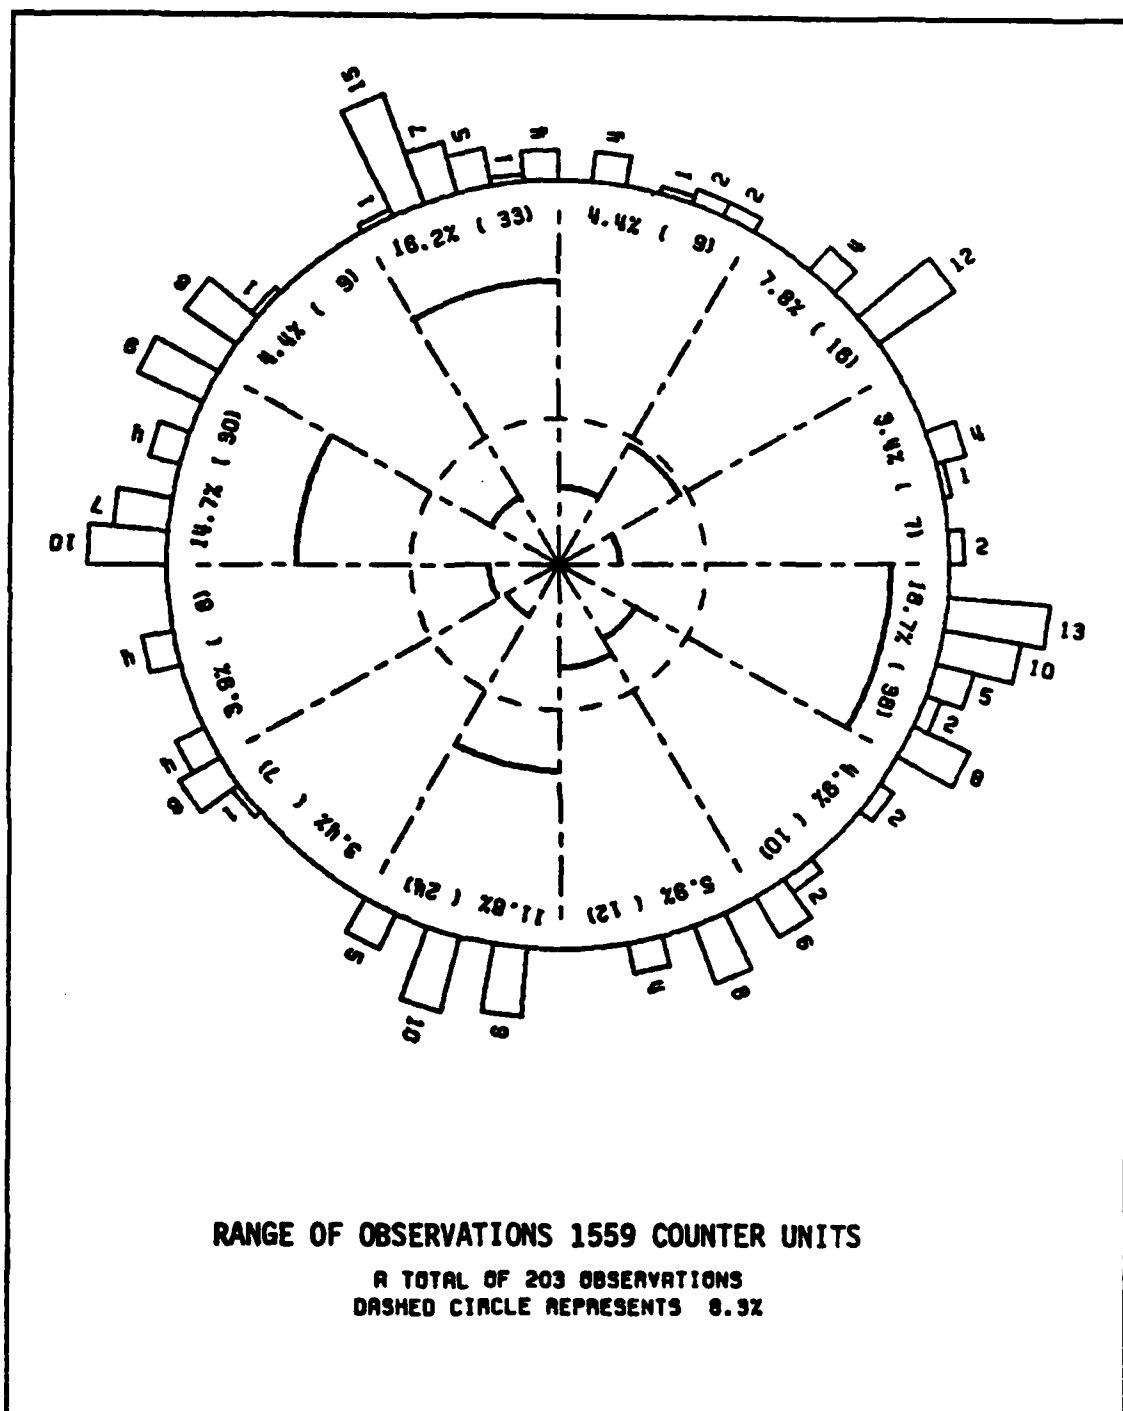 4
1
2
2
4
12
4
1
2
13
10
5
2
8
2
2
6
8
4
9
10
5
1
6
4
4
10
7
4
9
8
1
1
15
7
5
1
4
4.4% ( 9)
7.8% ( 16)
3.4% ( 7)
18.7% ( 38)
4.9% ( 10)
5.9% ( 12)
11.8% ( 24)
3.4% ( 7)
3.9% ( 8)
14.7% ( 30)
4.4% ( 9)
16.2% ( 33)
RANGE OF OBSERVATIONS 1559 COUNTER UNITS
A TOTAL OF 203 OBSERVATIONS
DASHED CIRCLE REPRESENTS 8.3%